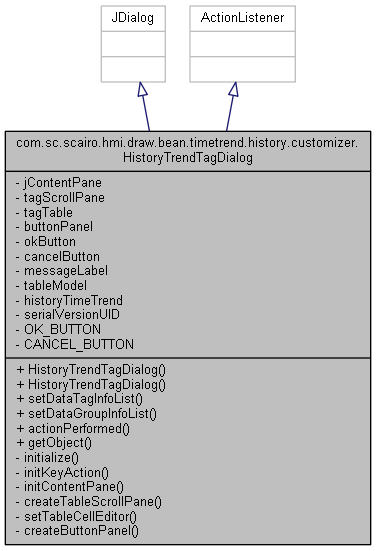 JDialog
ActionListener
com.sc.scairo.hmi.draw.bean.timetrend.history.customizer.
HistoryTrendTagDialog
- jContentPane
- tagScrollPane
- tagTable
- buttonPanel
- okButton
- cancelButton
- messageLabel
- tableModel
- historyTimeTrend
- serialVersionUID
- OK_BUTTON
- CANCEL_BUTTON
+ HistoryTrendTagDialog()
+ HistoryTrendTagDialog()
+ setDataTagInfoList()
+ setDataGroupInfoList()
+ actionPerformed()
+ getObject()
- initialize()
- initKeyAction()
- initContentPane()
- createTableScrollPane()
- setTableCellEditor()
- createButtonPanel()